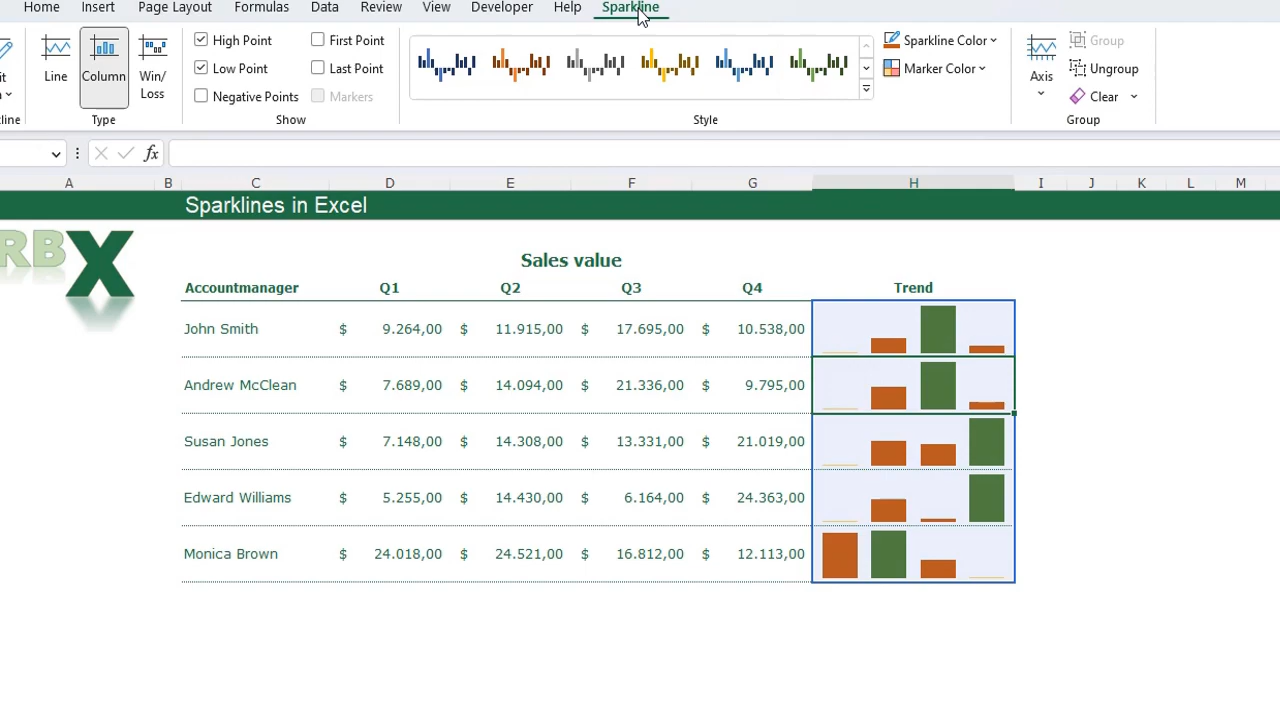 Home Insert Page Layout Formulas Data Review View Developer Help Sparkline
it
Line
Column
Win/
Loss
High Point
Low Point
Negative Points
First Point
Last Point
Markers
Sparkline Color
Marker Color
Axis
Group
Ungroup
Clear
line Type Show Style Group
fx
A B C D E F G H I J K L M
Sparklines in Excel
RBX
Sales value
Accountmanager Q1 Q2 Q3 Q4 Trend
John Smith $ 9.264,00 $ 11.915,00 $ 17.695,00 $ 10.538,00
Andrew McClean $ 7.689,00 $ 14.094,00 $ 21.336,00 $ 9.795,00
Susan Jones $ 7.148,00 $ 14.308,00 $ 13.331,00 $ 21.019,00
Edward Williams $ 5.255,00 $ 14.430,00 $ 6.164,00 $ 24.363,00
Monica Brown $ 24.018,00 $ 24.521,00 $ 16.812,00 $ 12.113,00